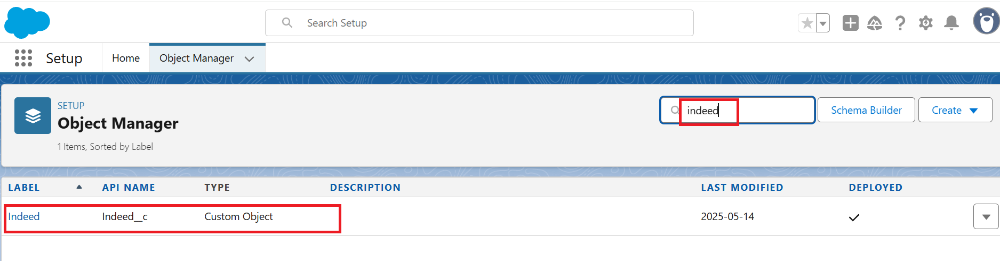 Search Setup
Setup Home Object Manager
SETUP
Object Manager
1 Items, Sorted by Label
indeed Schema Builder Create
LABEL API NAME TYPE DESCRIPTION LAST MODIFIED DEPLOYED
Indeed Indeed__c Custom Object 2025-05-14